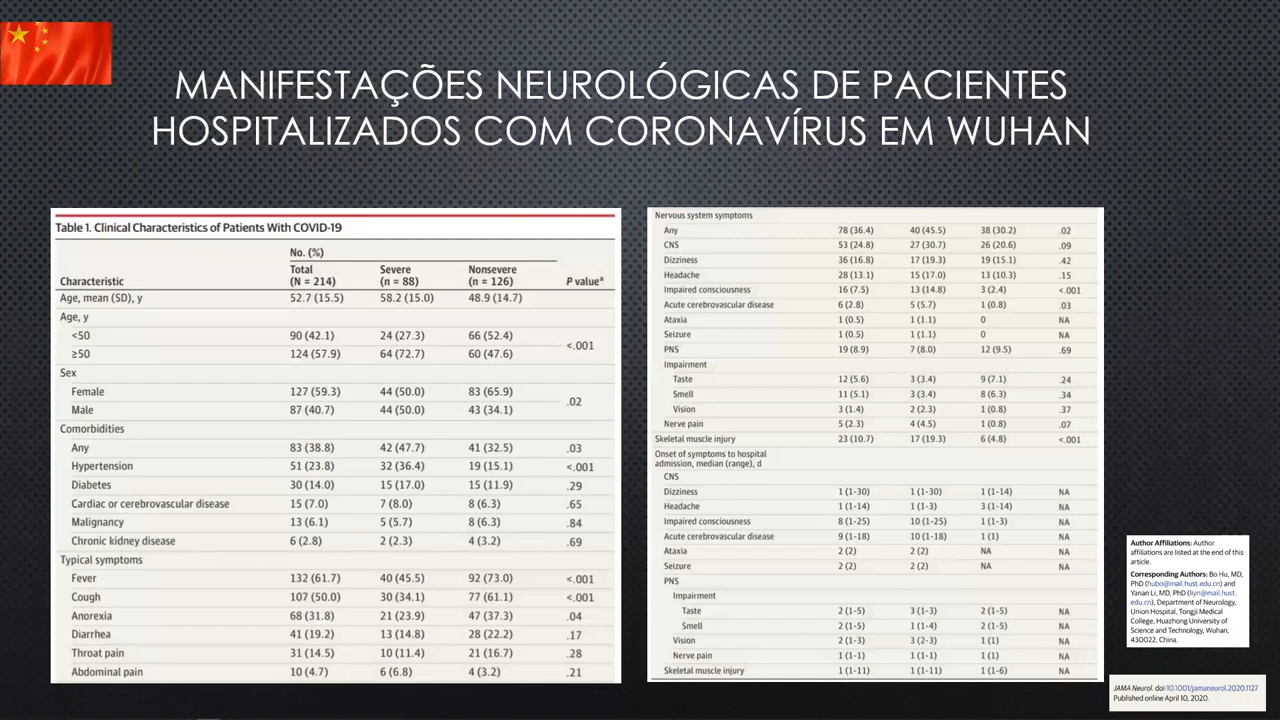 MANIFESTAÇÕES NEUROLÓGICAS DE PACIENTES
HOSPITALIZADOS COM CORONAVÍRUS EM WUHAN
Table 1. Clinical Characteristics of Patients With COVID-19
No. (%)
Characteristic Total (N = 214) Severe (n = 88) Nonsevere (n = 126) P valueᵃ
Age, mean (SD), y 52.7 (15.5) 58.2 (15.0) 48.9 (14.7)
Age, y
<50 90 (42.1) 24 (27.3) 66 (52.4)
<.001
≥50 124 (57.9) 64 (72.7) 60 (47.6)
Sex
Female 127 (59.3) 44 (50.0) 83 (65.9)
.02
Male 87 (40.7) 44 (50.0) 43 (34.1)
Comorbidities
Any 83 (38.8) 42 (47.7) 41 (32.5) .03
Hypertension 51 (23.8) 32 (36.4) 19 (15.1) <.001
Diabetes 30 (14.0) 15 (17.0) 15 (11.9) .29
Cardiac or cerebrovascular disease 15 (7.0) 7 (8.0) 8 (6.3) .65
Malignancy 13 (6.1) 5 (5.7) 8 (6.3) .84
Chronic kidney disease 6 (2.8) 2 (2.3) 4 (3.2) .69
Typical symptoms
Fever 132 (61.7) 40 (45.5) 92 (73.0) <.001
Cough 107 (50.0) 30 (34.1) 77 (61.1) <.001
Anorexia 68 (31.8) 21 (23.9) 47 (37.3) .04
Diarrhea 41 (19.2) 13 (14.8) 28 (22.2) .17
Throat pain 31 (14.5) 10 (11.4) 21 (16.7) .28
Abdominal pain 10 (4.7) 6 (6.8) 4 (3.2) .21
Nervous system symptoms
Any 78 (36.4) 40 (45.5) 38 (30.2) .02
CNS 53 (24.8) 27 (30.7) 26 (20.6) .09
Dizziness 36 (16.8) 17 (19.3) 19 (15.1) .42
Headache 28 (13.1) 15 (17.0) 13 (10.3) .15
Impaired consciousness 16 (7.5) 13 (14.8) 3 (2.4) <.001
Acute cerebrovascular disease 6 (2.8) 5 (5.7) 1 (0.8) .03
Ataxia 1 (0.5) 1 (1.1) 0 NA
Seizure 1 (0.5) 1 (1.1) 0 NA
PNS 19 (8.9) 7 (8.0) 12 (9.5) .69
Impairment
Taste 12 (5.6) 3 (3.4) 9 (7.1) .24
Smell 11 (5.1) 3 (3.4) 8 (6.3) .34
Vision 3 (1.4) 2 (2.3) 1 (0.8) .37
Nerve pain 5 (2.3) 4 (4.5) 1 (0.8) .07
Skeletal muscle injury 23 (10.7) 17 (19.3) 6 (4.8) <.001
Onset of symptoms to hospital
admission, median (range), d
CNS
Dizziness 1 (1-30) 1 (1-30) 1 (1-14) NA
Headache 1 (1-14) 1 (1-3) 3 (1-14) NA
Impaired consciousness 8 (1-25) 10 (1-25) 1 (1-3) NA
Acute cerebrovascular disease 9 (1-18) 10 (1-18) 1 (1) NA
Ataxia 2 (2) 2 (2) NA NA
Seizure 2 (2) 2 (2) NA NA
PNS
Impairment
Taste 2 (1-5) 3 (1-3) 2 (1-5) NA
Smell 2 (1-5) 1 (1-4) 2 (1-5) NA
Vision 2 (1-3) 3 (2-3) 1 (1) NA
Nerve pain 1 (1-1) 1 (1-1) 1 (1) NA
Skeletal muscle injury 1 (1-11) 1 (1-11) 1 (1-6) NA
Author Affiliations: Author
affiliations are listed at the end of this
article.
Corresponding Authors: Bo Hu, MD,
PhD (hubo@mail.hust.edu.cn) and
Yanan Li, MD, PhD (liyn@mail.hust.
edu.cn), Department of Neurology,
Union Hospital, Tongji Medical
College, Huazhong University of
Science and Technology, Wuhan,
430022, China.
JAMA Neurol. doi:10.1001/jamaneurol.2020.1127
Published online April 10, 2020.